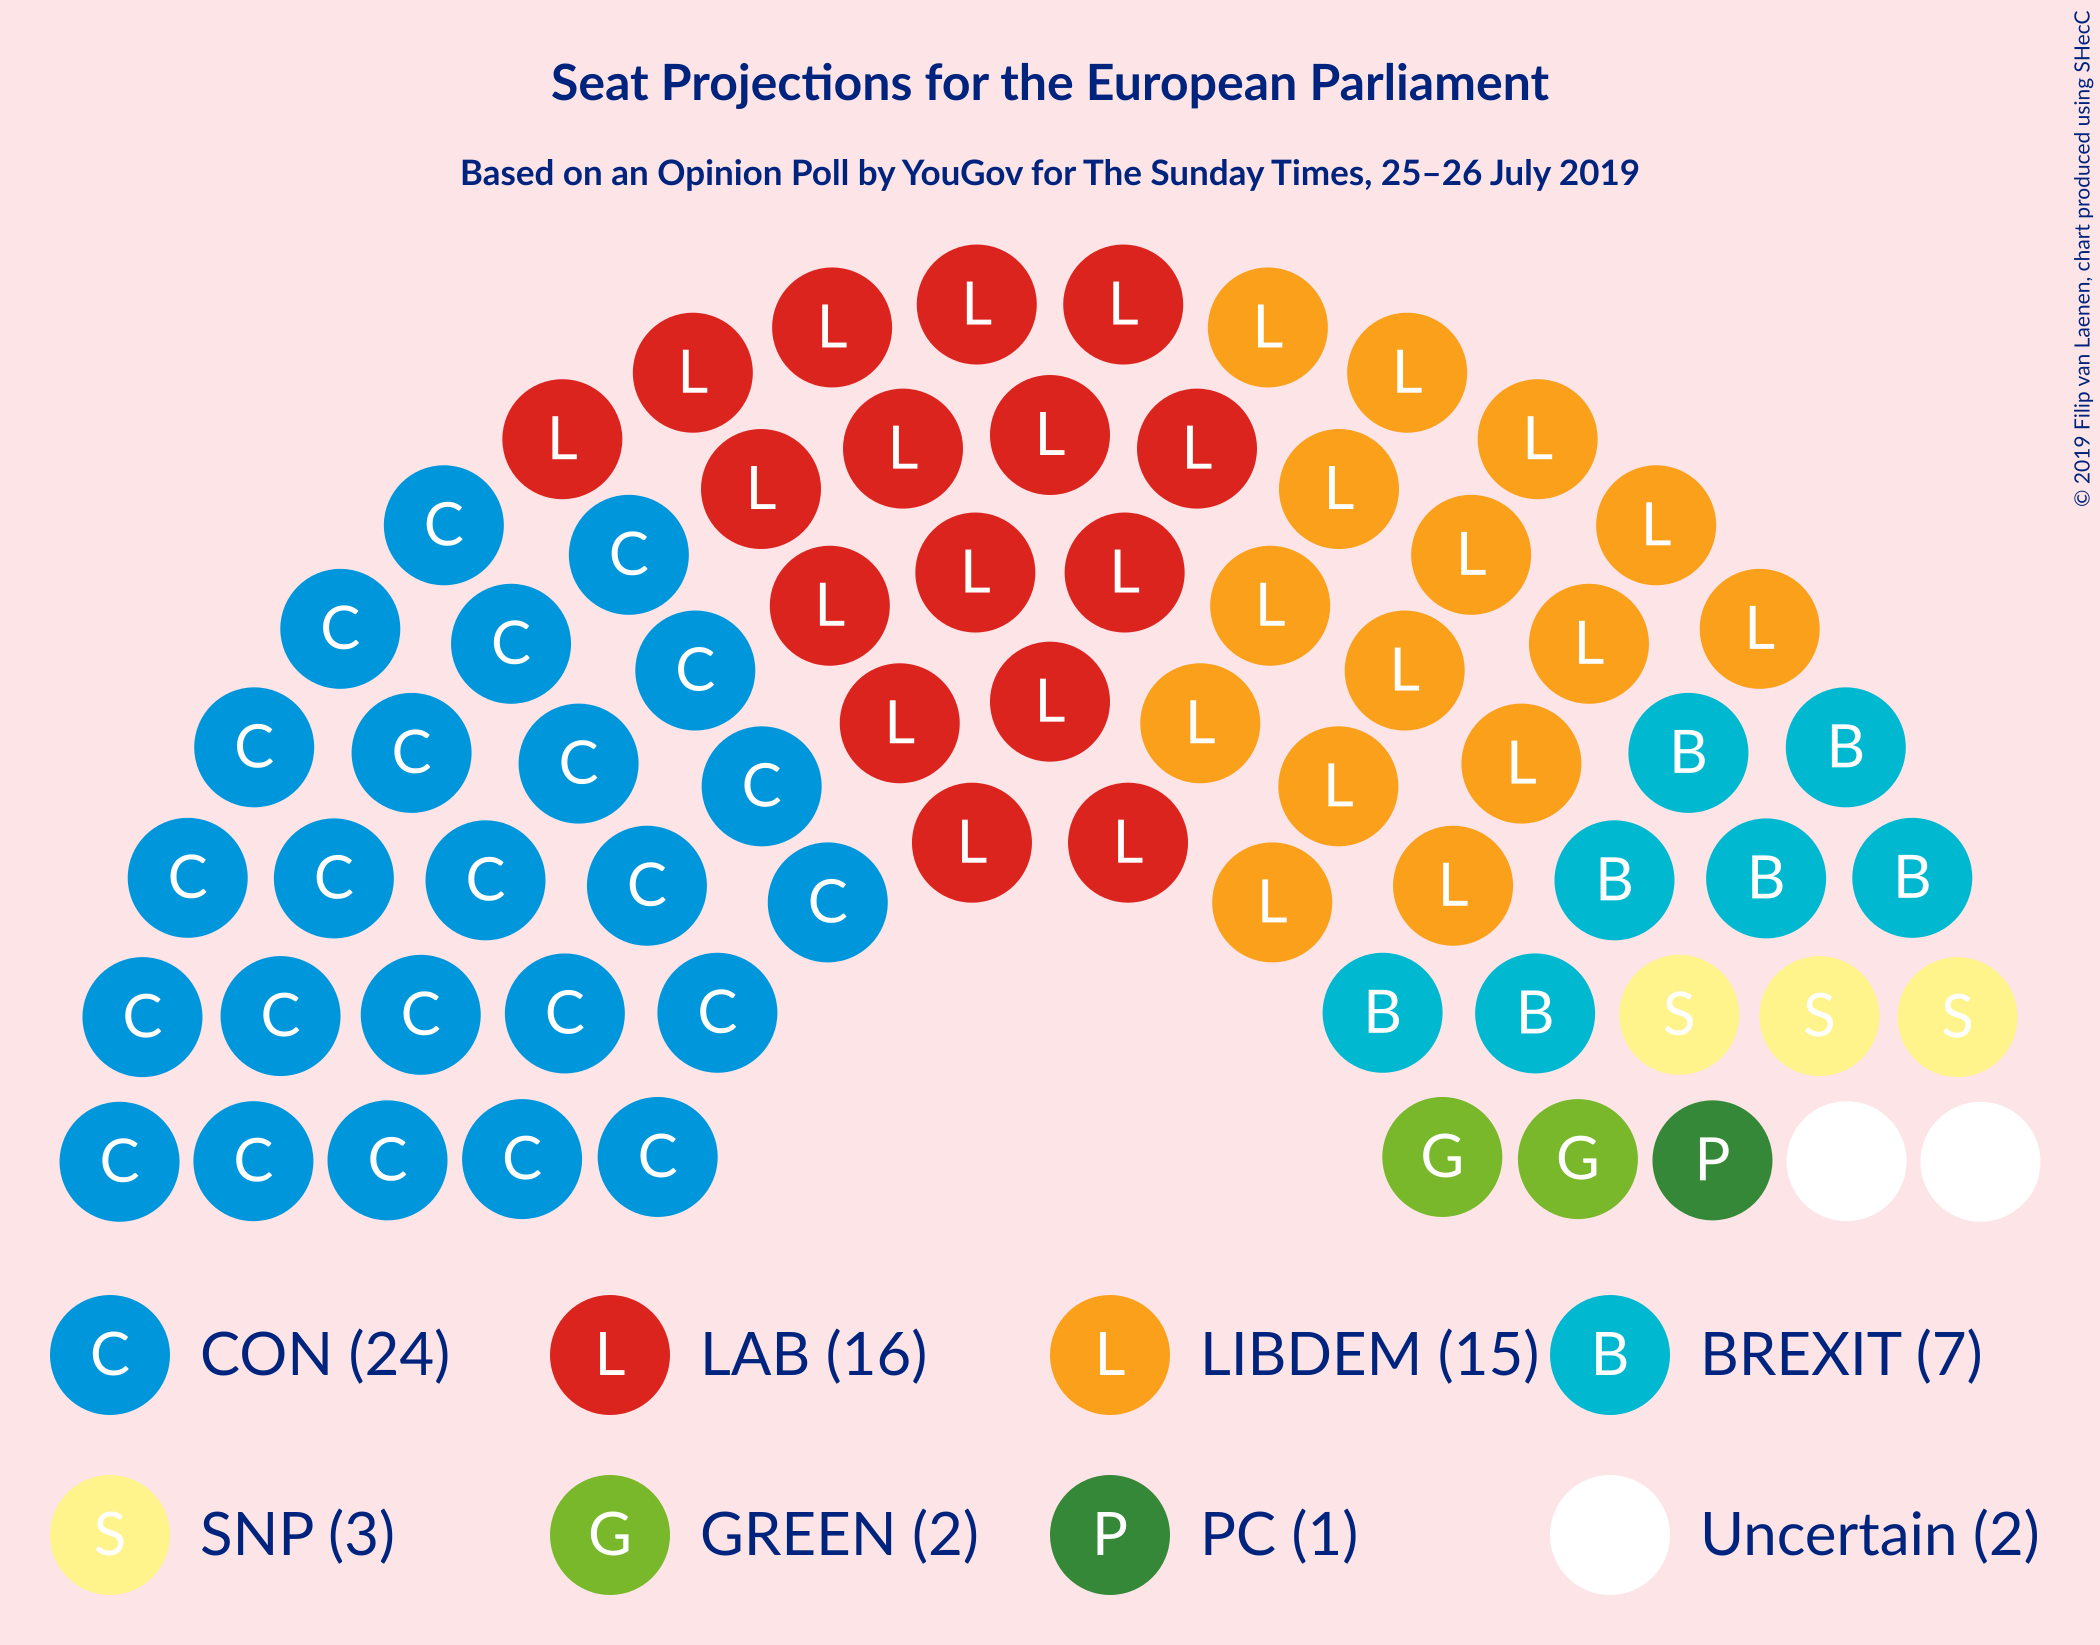 Seat Projections for the European Parliament
Based on an Opinion Poll by YouGov for The Sunday Times, 25–26 July 2019
© 2019 Filip van Laenen, chart produced using SHecC
L L L L
L L L L
L L L L
C C L L L L L L
L L L L
C C C L L L
C C C C L L L L B B
L L
C C C C C L L B B B
C C C C C B B S S S
C C C C C G G P
C CON (24) L LAB (16) L LIBDEM (15) B BREXIT (7)
S SNP (3) G GREEN (2) P PC (1) Uncertain (2)